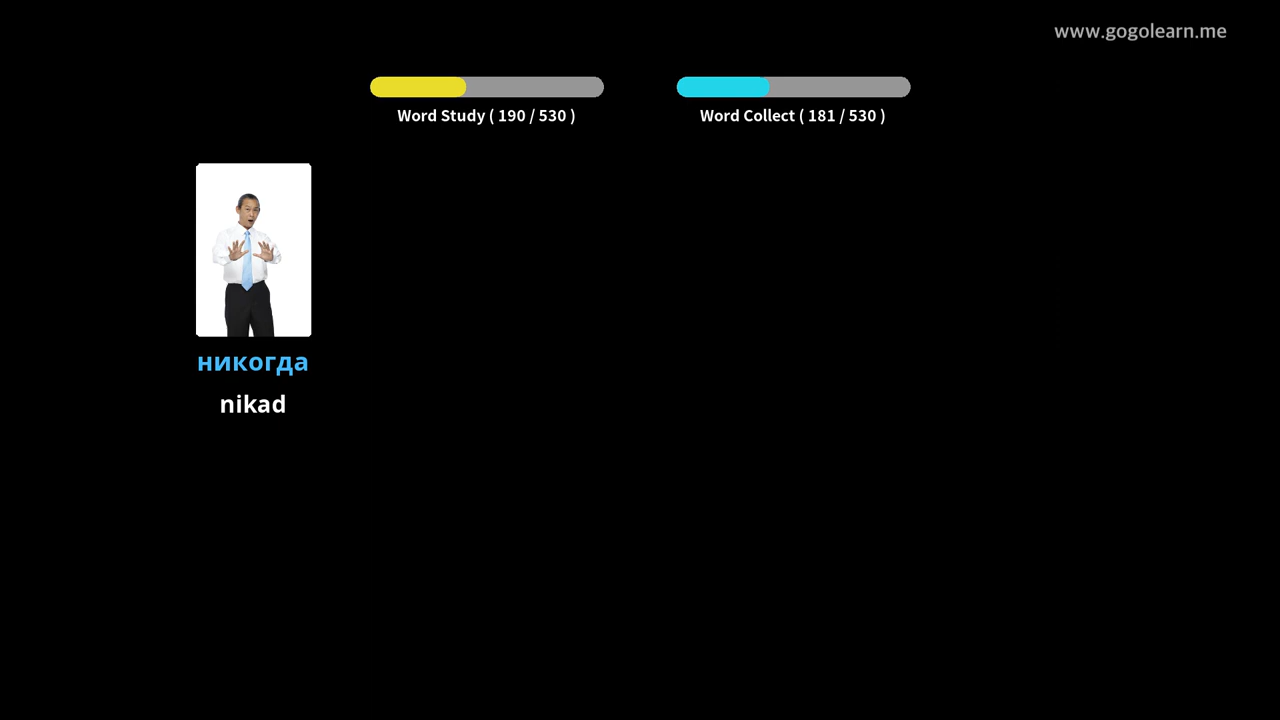 www.gogolearn.me
Word Study ( 190 / 530 )
Word Collect ( 181 / 530 )
никогда
nikad